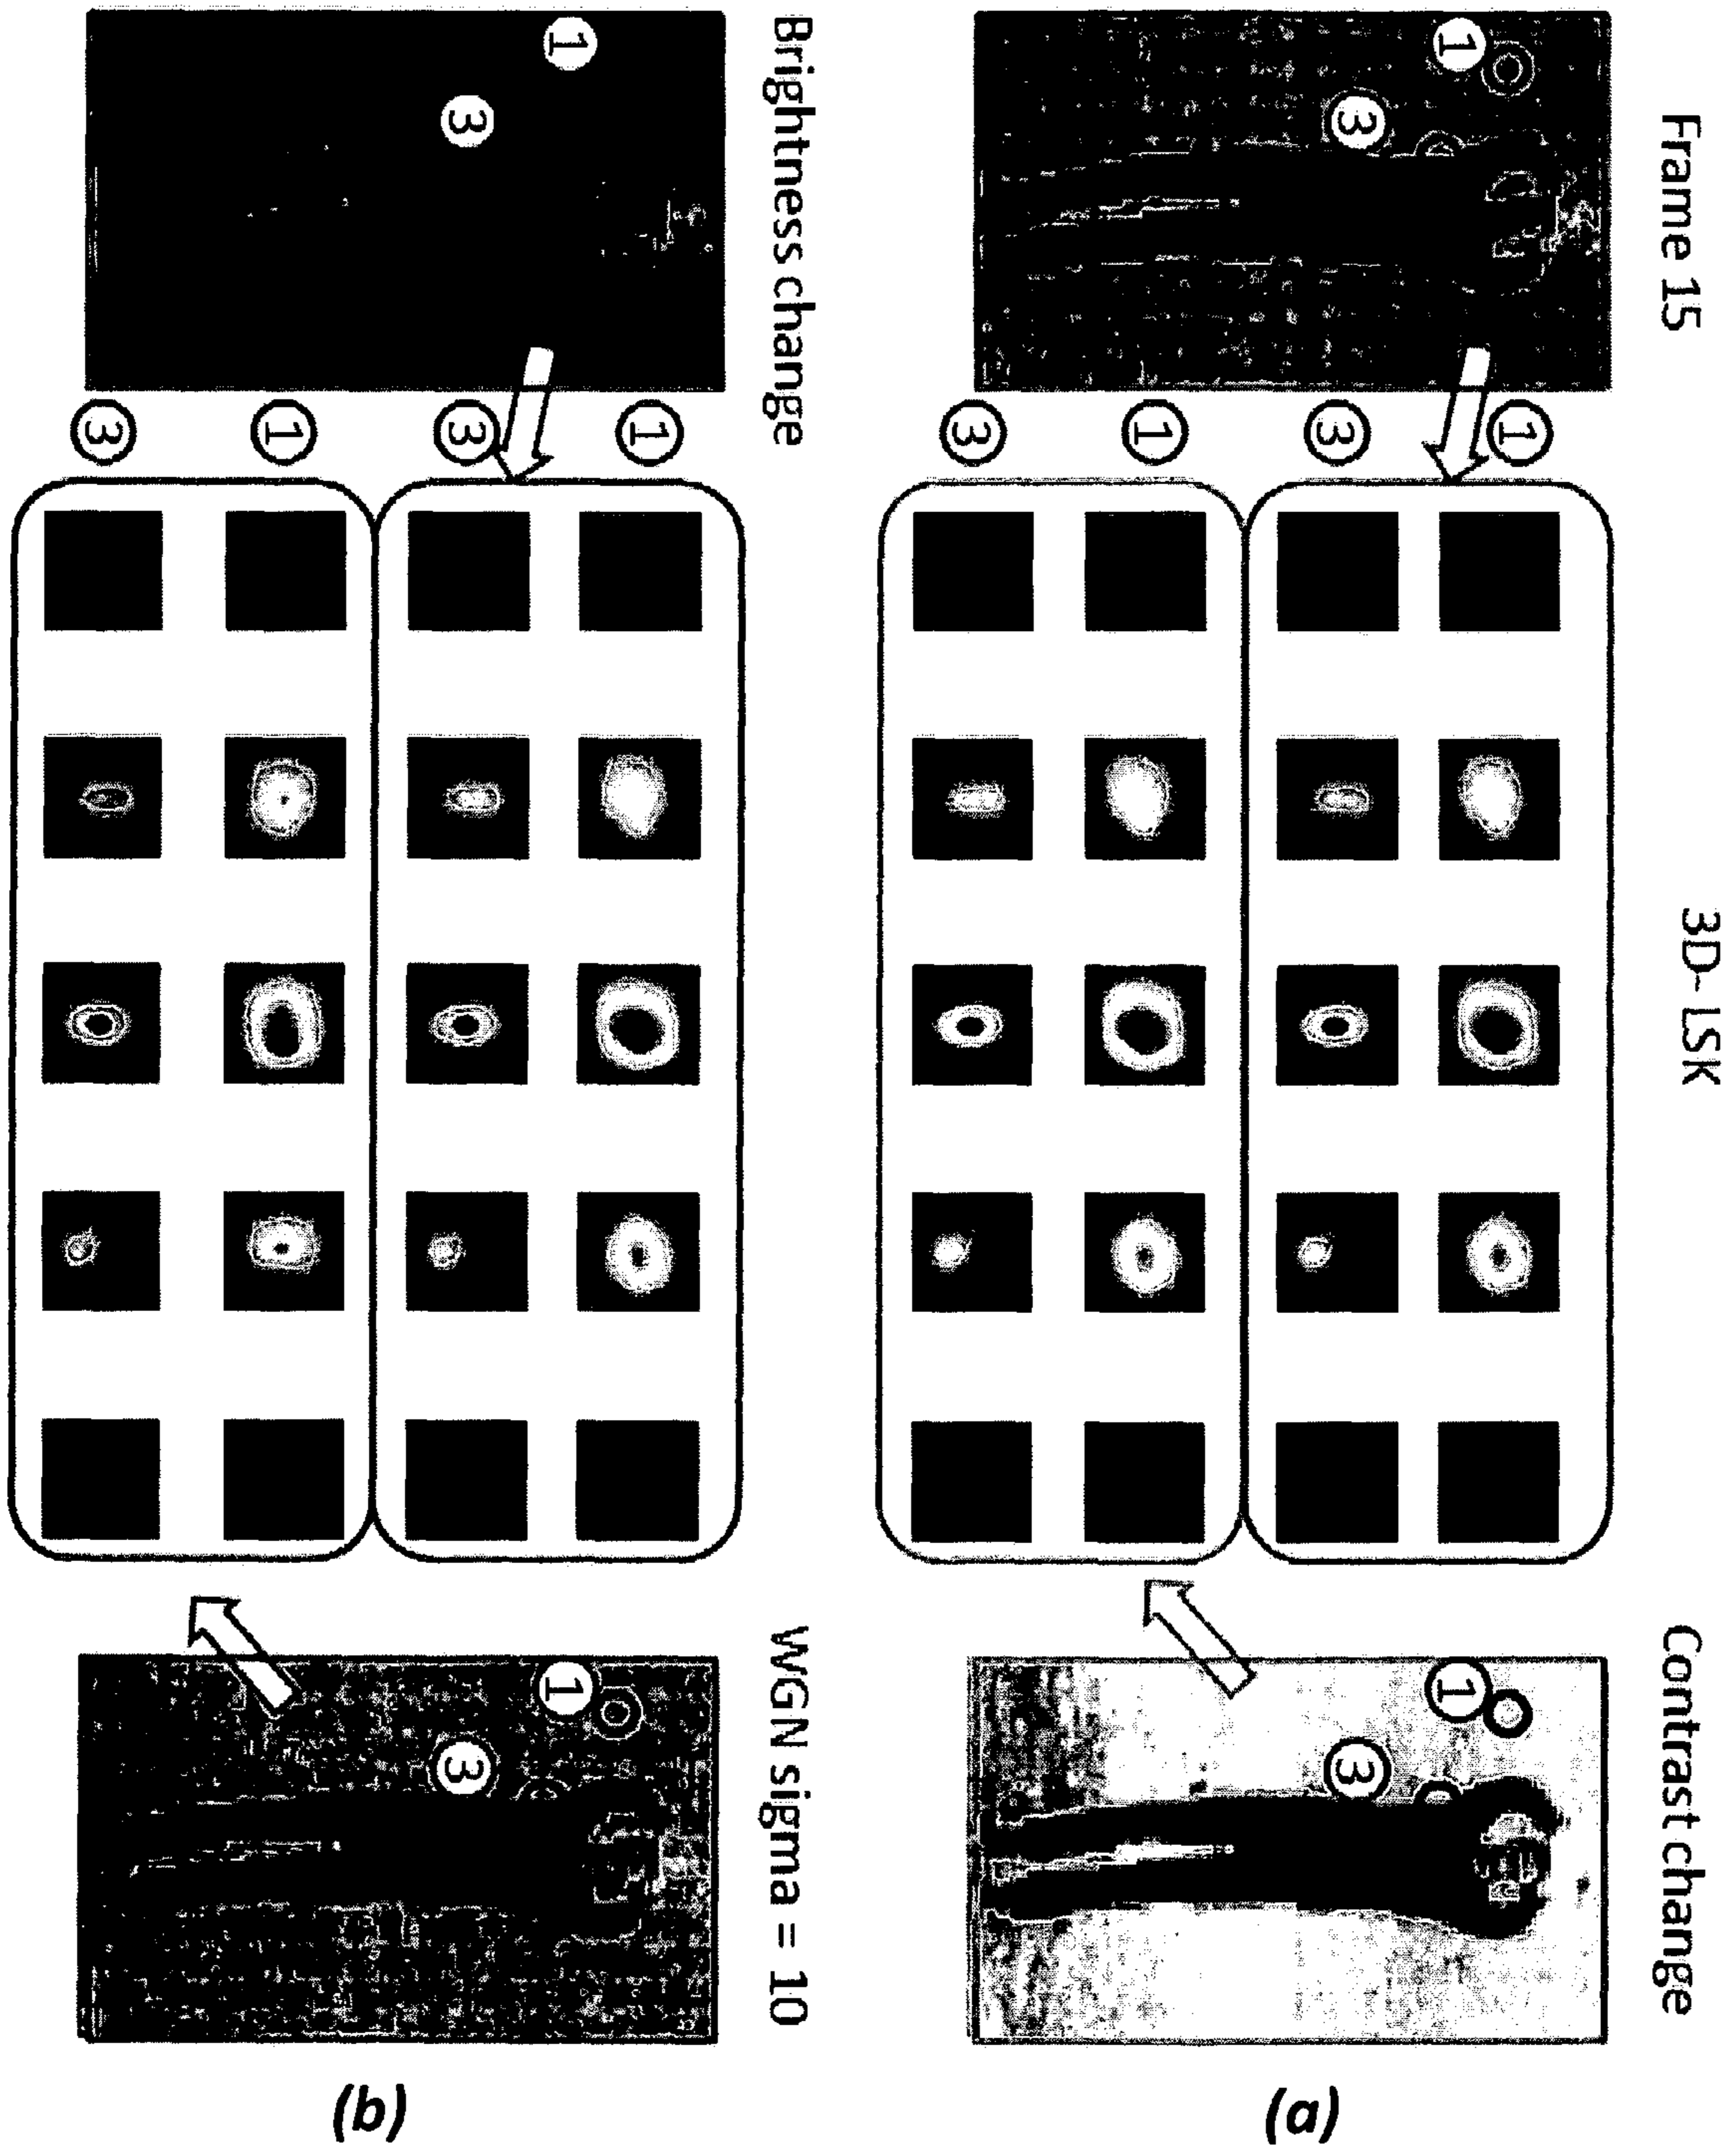 Frame 15
3D- LSK
Contrast change
①
①
①
③
③
③
①
③
(a)
Brightness change
WGN sigma = 10
①
①
①
③
③
③
①
③
(b)